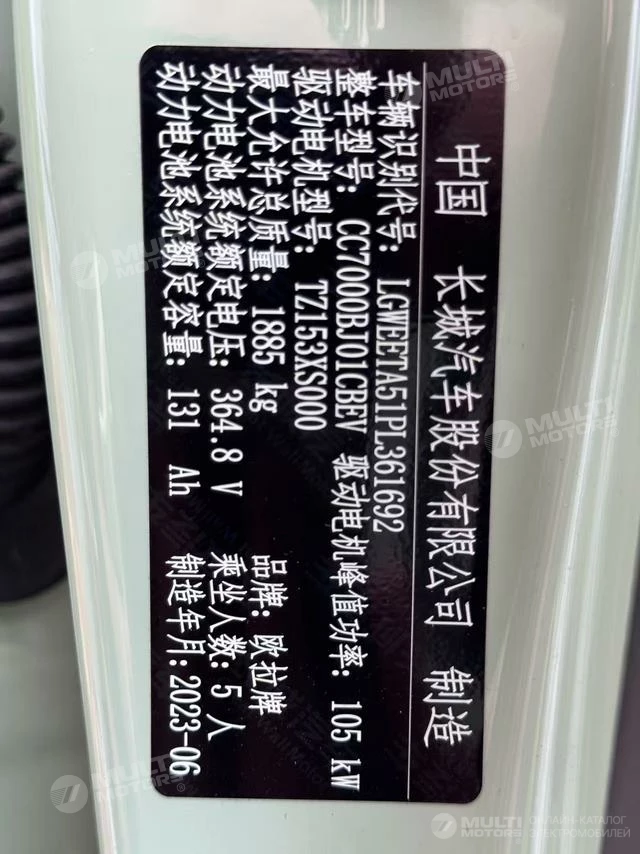 中国 长城汽车股份有限公司 制造
车辆识别代号: LGWEETA51PL361692
整车型号: CC7000BJ01CBEV 驱动电机峰值功率: 105 kW
驱动电机型号: TZ153XS000
最大允许总质量: 1885 kg 品牌: 欧拉牌
动力电池系统额定电压: 364.8 V 乘坐人数: 5人
动力电池系统额定容量: 131 Ah 制造年月: 2023-06
MULTI MOTORS
MULTI MOTORS
MULTI MOTORS
MULTI MOTORS
ОНЛАЙН-КАТАЛОГ
ЭЛЕКТРОМОБИЛЕЙ